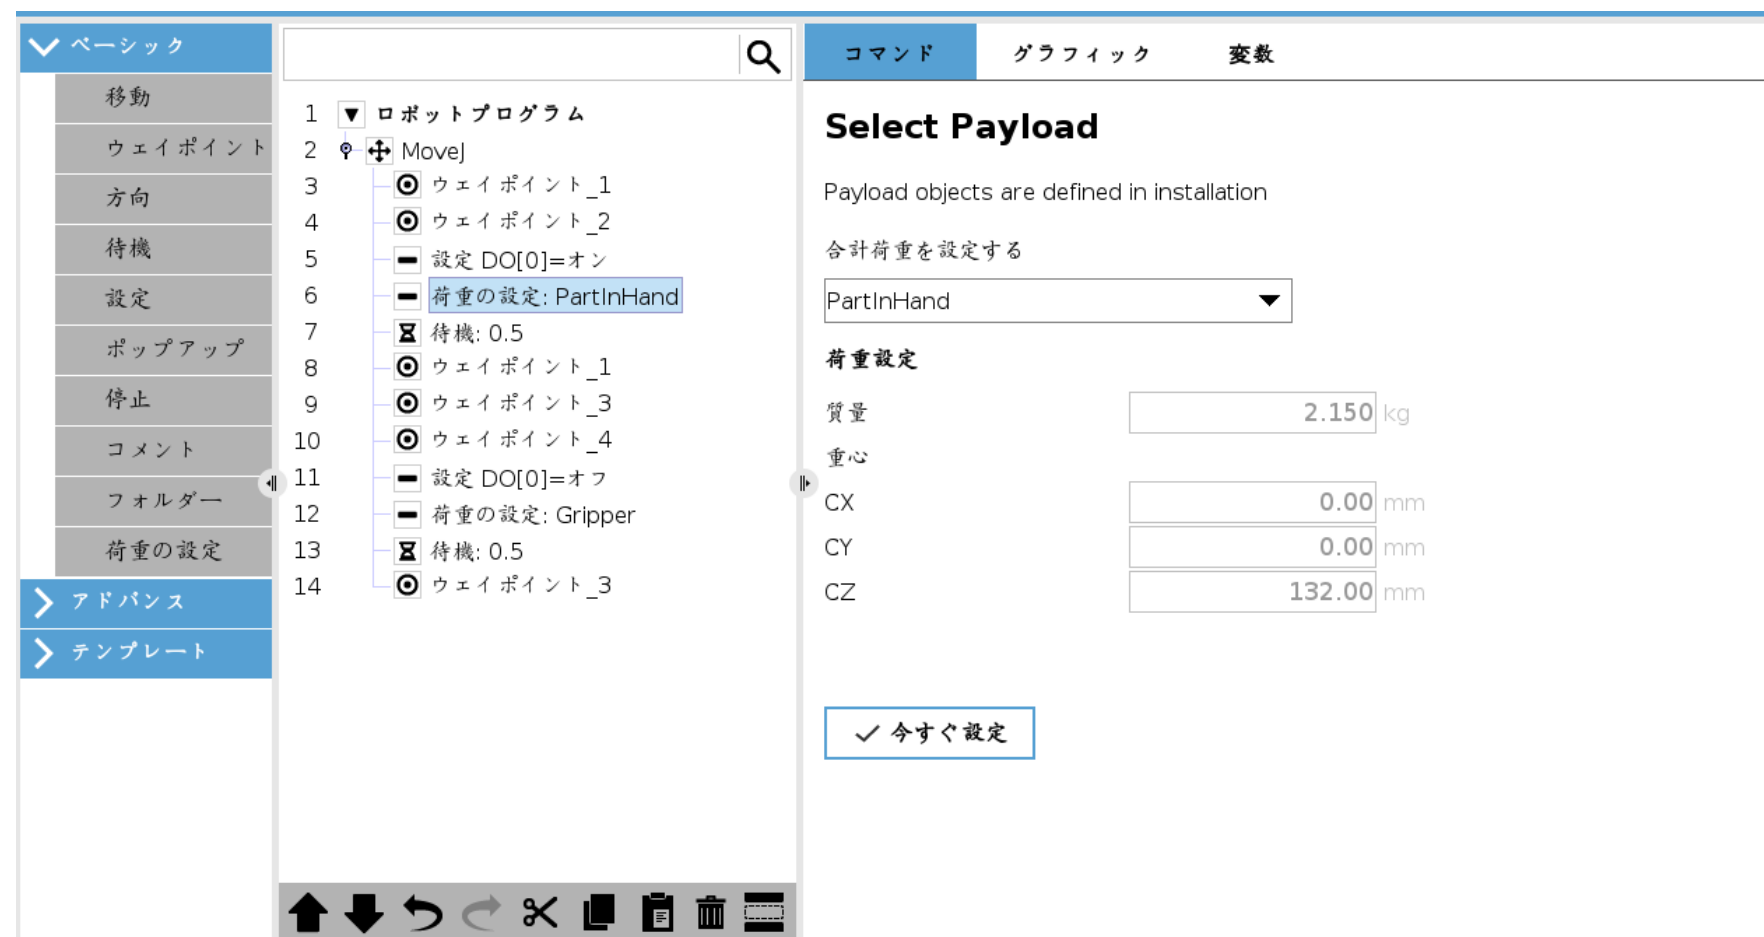 ベーシック
移動
ウェイポイント
方向
待機
設定
ポップアップ
停止
コメント
フォルダー
荷重の設定
アドバンス
テンプレート
1 ロボットプログラム
2 MoveJ
3 ウェイポイント_1
4 ウェイポイント_2
5 設定 DO[0]=オン
6 荷重の設定: PartInHand
7 待機: 0.5
8 ウェイポイント_1
9 ウェイポイント_3
10 ウェイポイント_4
11 設定 DO[0]=オフ
12 荷重の設定: Gripper
13 待機: 0.5
14 ウェイポイント_3
コマンド グラフィック 変数
Select Payload
Payload objects are defined in installation
合計荷重を設定する
PartInHand
荷重設定
質量 2.150 kg
重心
CX 0.00 mm
CY 0.00 mm
CZ 132.00 mm
今すぐ設定